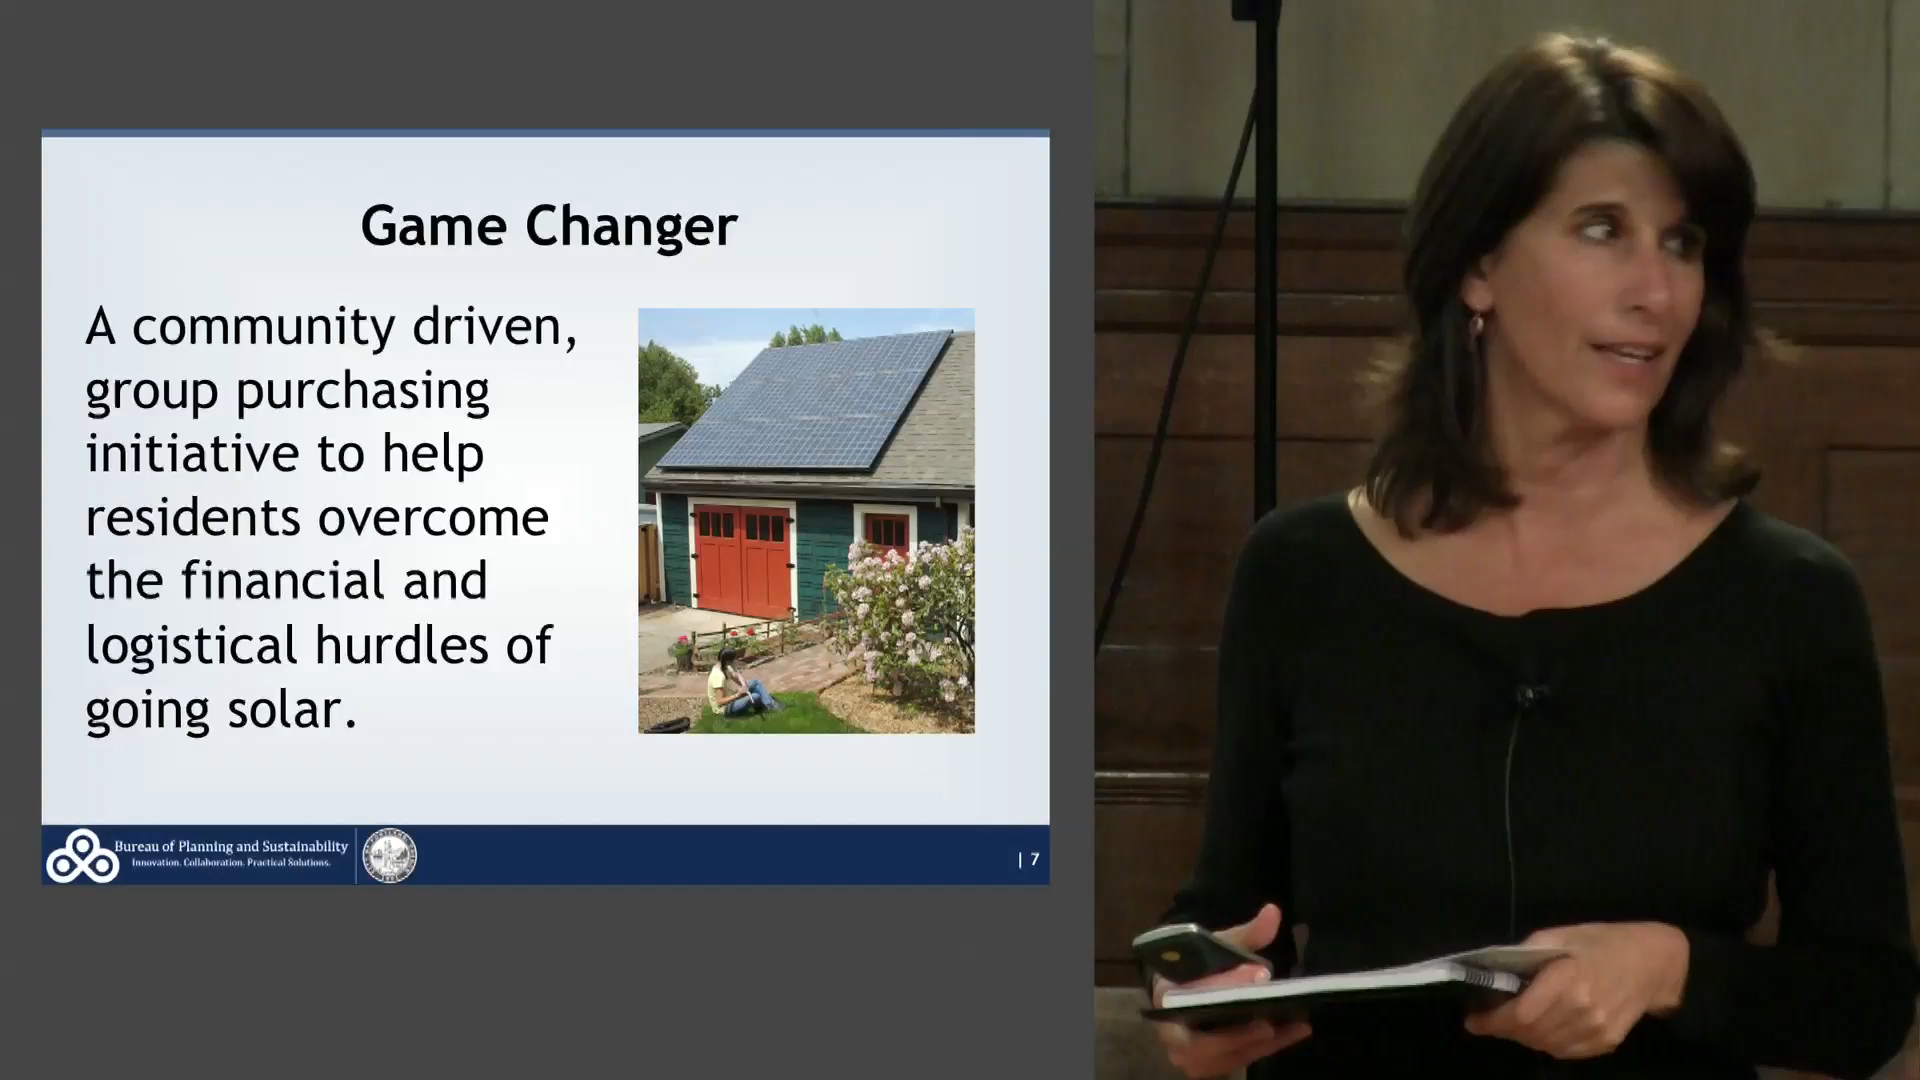 Game Changer
A community driven,
group purchasing
initiative to help
residents overcome
the financial and
logistical hurdles of
going solar.
Bureau of Planning and Sustainability
Innovation. Collaboration. Practical Solutions.
| 7